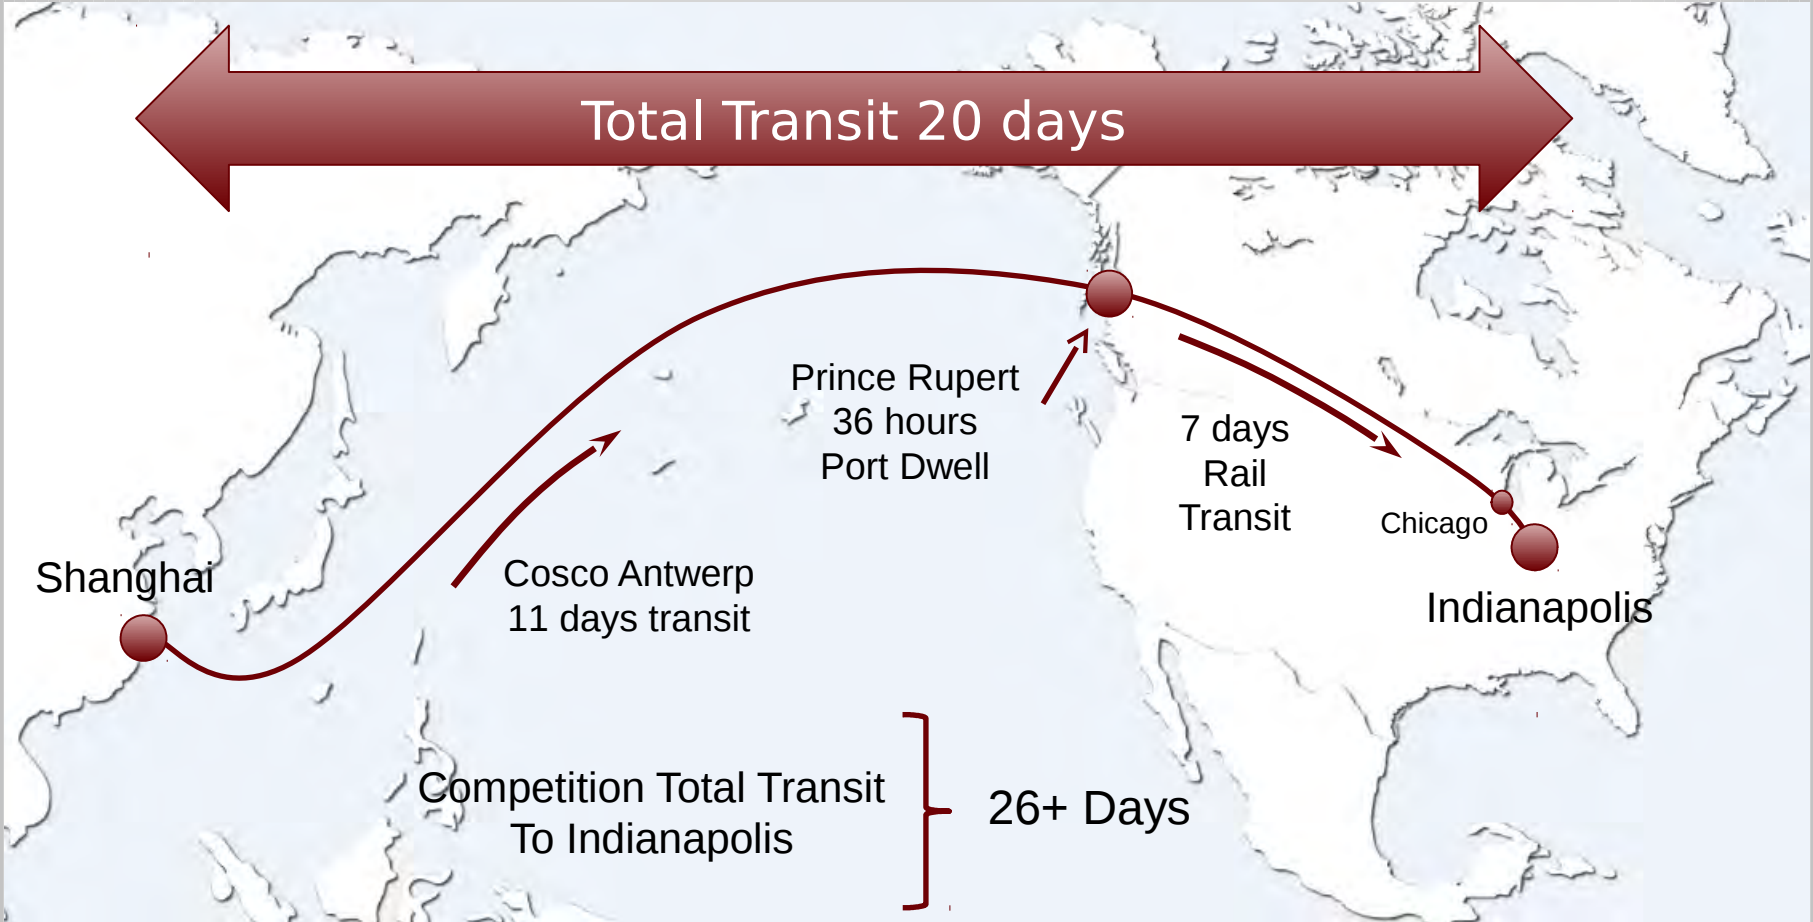 Total Transit 20 days
Prince Rupert
36 hours
Port Dwell
7 days
Rail
Transit
Chicago
Shanghai
Cosco Antwerp
11 days transit
Indianapolis
Competition Total Transit
To Indianapolis
26+ Days